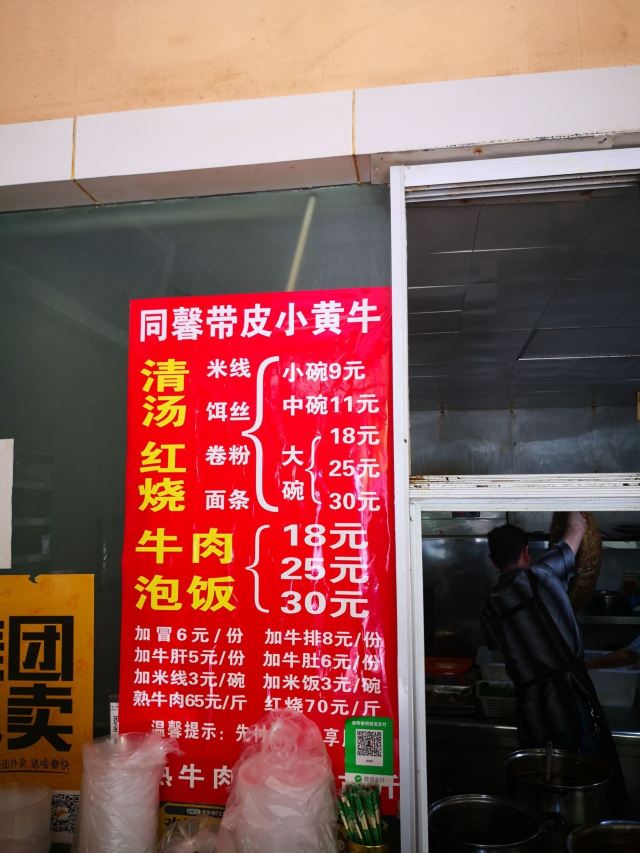 同馨带皮小黄牛
清汤
红烧
米线
饵丝
卷粉
面条
小碗9元
中碗11元
大碗
18元
25元
30元
牛肉
泡饭
18元
25元
30元
加冒6元/份 加牛排8元/份
加牛肝5元/份 加牛肚6元/份
加米线3元/碗 加米饭3元/碗
熟牛肉65元/斤 红烧70元/斤
温馨提示：先付
享用
熟牛肉
斤
团
卖